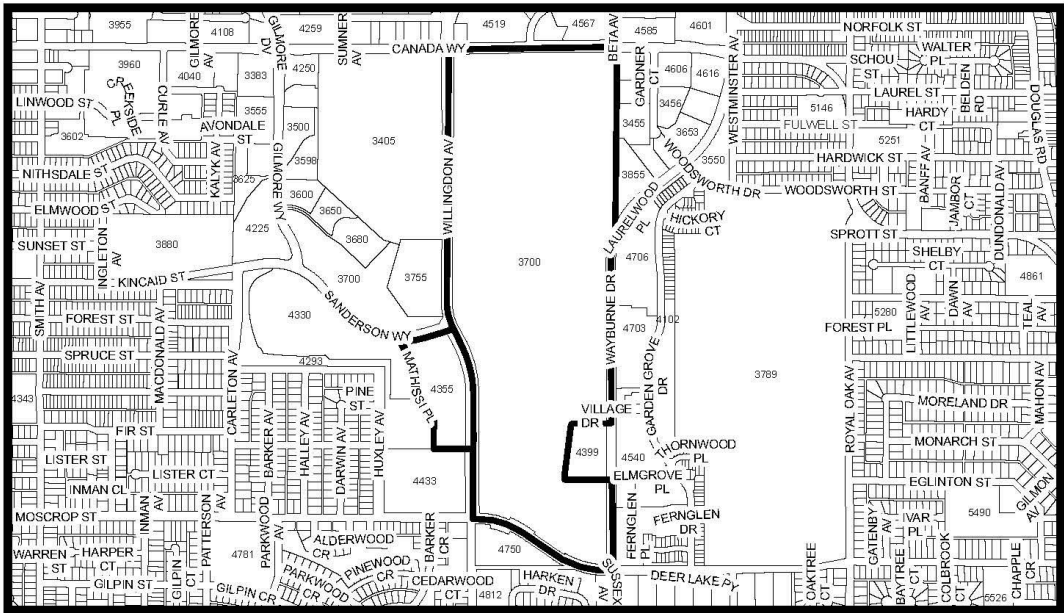 3955
4108
4259
4519
4567
4585
4601
NORFOLK ST
GILMORE AV
GILMORE DV
SUMNER AV
CANADA WY
BETA AV
GARDNER CT
WESTMINSTER AV
SCHOU ST
WALTER PL
3960
4040
3383
4250
4606
4616
LAUREL ST
BELDEN RD
DOUGLAS RD
LINWOOD ST
CREEKSIDE PL
CURLE AV
3555
3456
5146
HARDY CT
3602
AVONDALE ST
3500
3405
3455
3653
FULWELL ST
5251
NITHSDALE ST
KALYK AV
GILMORE WY
3598
WILLINGDON AV
3550
HARDWICK ST
3625
3855
WOODSWORTH DR
WOODSWORTH ST
BANFF AV
JAMBOR CT
DUNDONALD AV
ELMWOOD ST
3600
3650
LAURELWOOD PL
HICKORY CT
SUNSET ST
INGLETON AV
3880
4225
3680
3700
4706
SPROTT ST
SHELBY CT
KINCAID ST
3700
3755
4861
SMITH AV
FOREST ST
4330
SANDERSON WY
WAYBURNE DR
4102
4703
5280
LITTLEWOOD AV
DAWN AV
TEAL AV
FOREST PL
SPRUCE ST
MACDONALD AV
4293
MATHISSI PL
GARDEN GROVE DR
3789
4343
CARLETON AV
PINE ST
4355
VILLAGE DR
ROYAL OAK AV
MORELAND DR
MAHON AV
FIR ST
BARKER AV
HALLEY AV
DARWIN AV
HUXLEY AV
4399
4540
THORNWOOD PL
MONARCH ST
LISTER ST
LISTER CT
4433
ELMGROVE PL
EGLINTON ST
INMAN CL
GILMON AV
MOSCROP ST
INMAN AV
PATTERSON AV
PARKWOOD AV
FERNGLEN PL
FERNGLEN DR
GATENBY AV
IVAR PL
5490
WARREN ST
HARPER CT
4781
ALDERWOOD CR
BARKER CR
4750
GILPIN ST
GILPIN CT
GILPIN CR
PARKWOOD CR
PINEWOOD CR
CEDARWOOD CT
4812
HARKEN DR
SUSSEX AV
DEER LAKE PY
OAKTREE CT
BAYTREE CT
COLBROOK CT
5526
CHAPPLE CR